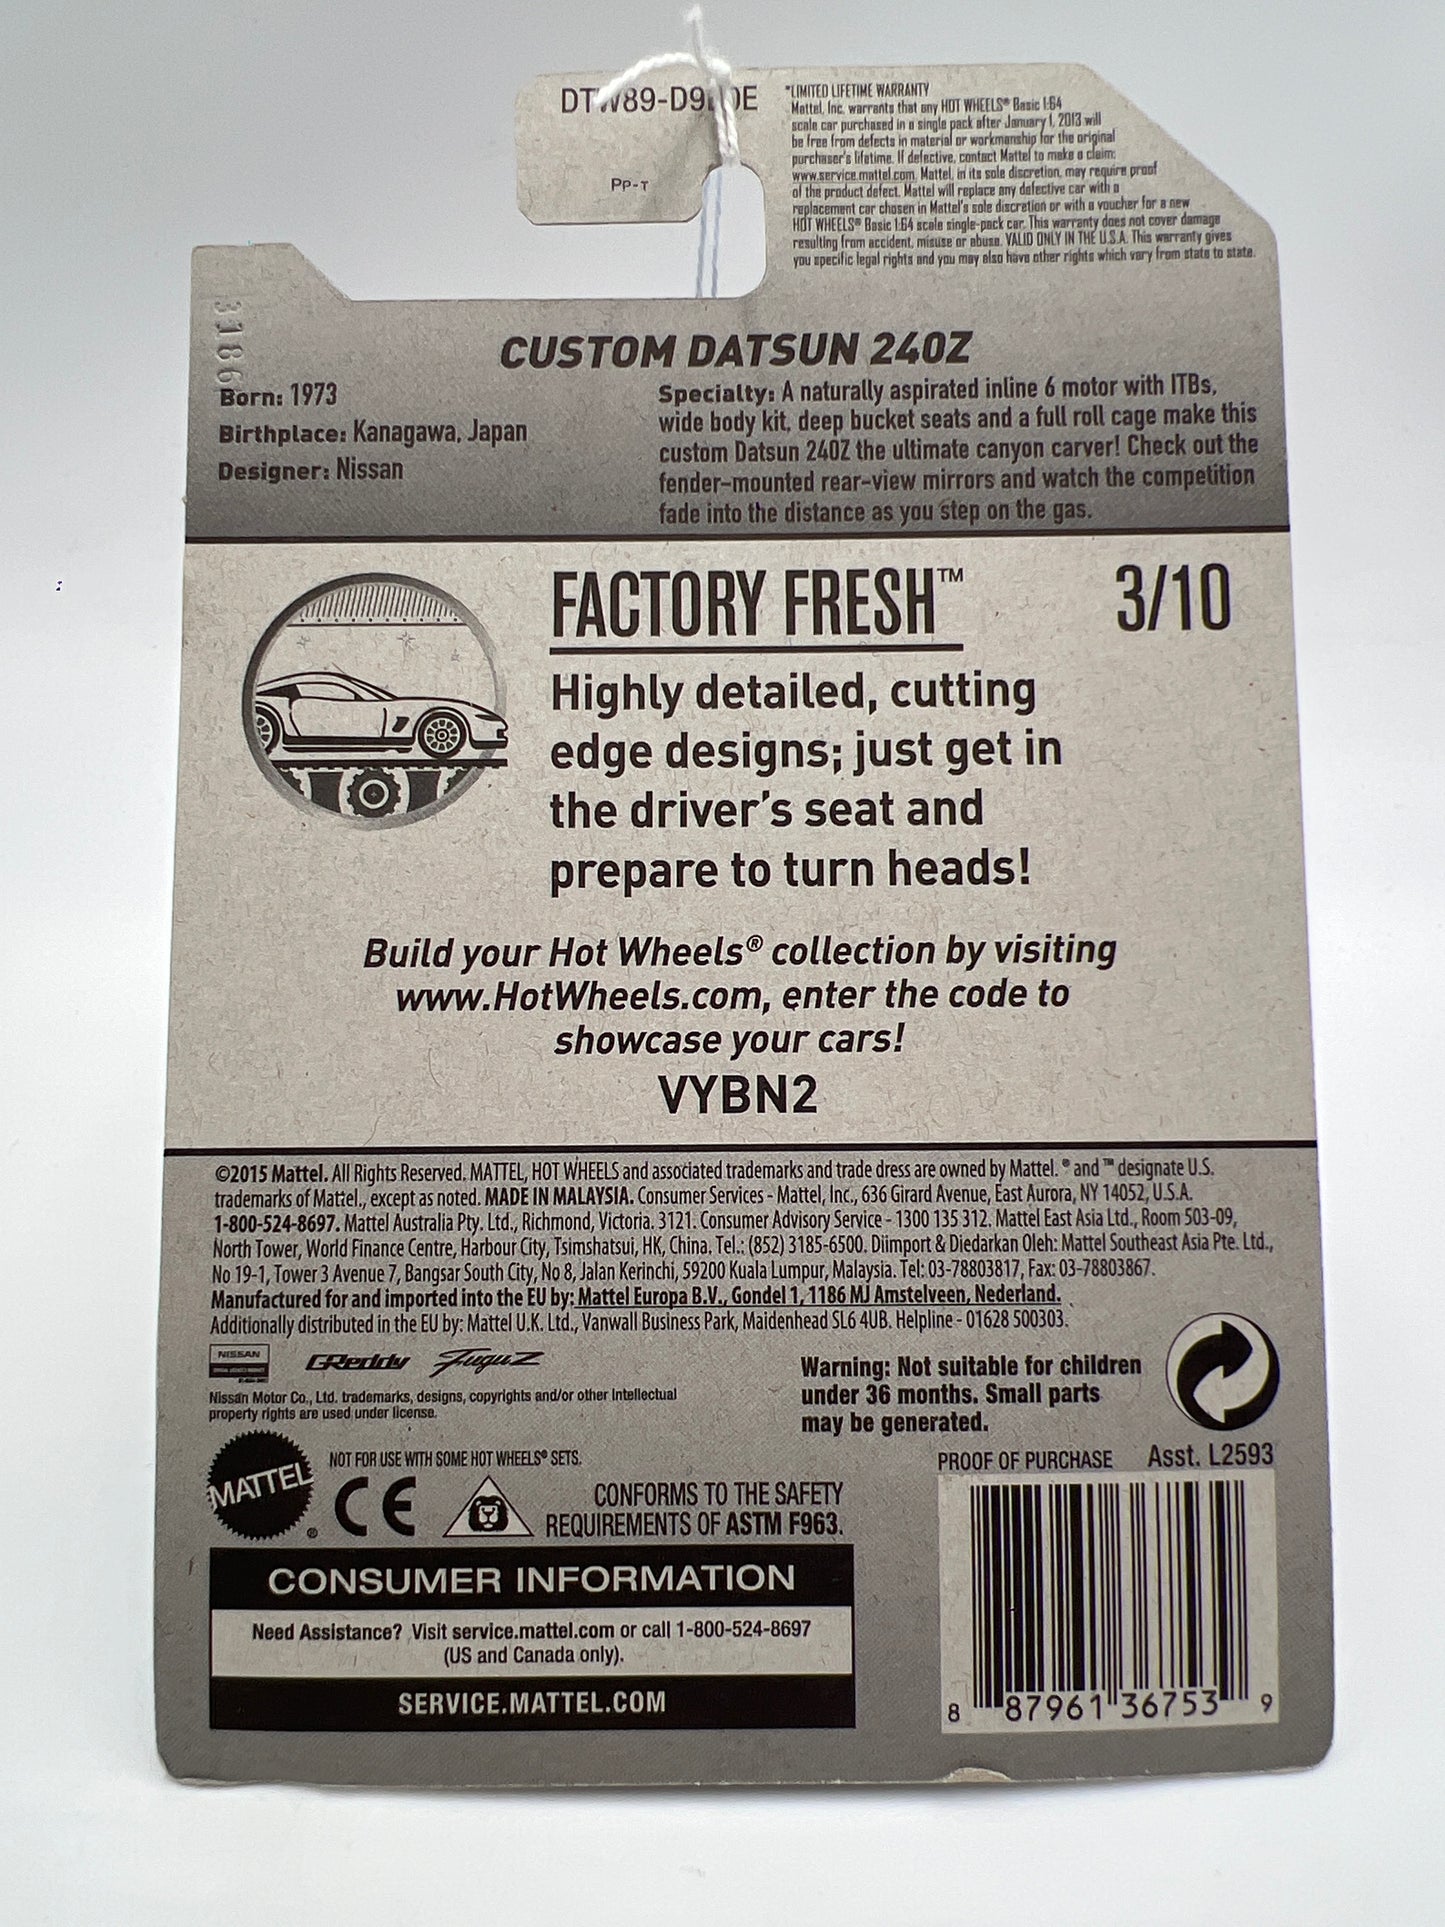 *LIMITED LIFETIME WARRANTY
Mattel, Inc. warrants that any HOT WHEELS® Basic 1:64
scale car purchased in a single pack after January 1, 2013 will
be free from defects in material or workmanship for the original
purchaser's lifetime. If defective, contact Mattel to make a claim:
www.service.mattel.com. Mattel, in its sole discretion, may require proof
of the product defect. Mattel will replace any defective car with a
replacement car chosen in Mattel's sole discretion or with a voucher for a new
HOT WHEELS® Basic 1:64 scale single-pack car. This warranty does not cover damage
resulting from accident, misuse or abuse. VALID ONLY IN THE U.S.A. This warranty gives
you specific legal rights and you may also have other rights which vary from state to state.
PP-T
3186
CUSTOM DATSUN 240Z
Born: 1973
Birthplace: Kanagawa, Japan
Designer: Nissan
Specialty: A naturally aspirated inline 6 motor with ITBs,
wide body kit, deep bucket seats and a full roll cage make this
custom Datsun 240Z the ultimate canyon carver! Check out the
fender-mounted rear-view mirrors and watch the competition
fade into the distance as you step on the gas.
FACTORY FRESH™ 3/10
Highly detailed, cutting
edge designs; just get in
the driver's seat and
prepare to turn heads!
Build your Hot Wheels® collection by visiting
www.HotWheels.com, enter the code to
showcase your cars!
VYBN2
©2015 Mattel. All Rights Reserved. MATTEL, HOT WHEELS and associated trademarks and trade dress are owned by Mattel. ® and ™ designate U.S.
trademarks of Mattel., except as noted. MADE IN MALAYSIA. Consumer Services - Mattel, Inc., 636 Girard Avenue, East Aurora, NY 14052, U.S.A.
1-800-524-8697. Mattel Australia Pty. Ltd., Richmond, Victoria. 3121. Consumer Advisory Service - 1300 135 312. Mattel East Asia Ltd., Room 503-09,
North Tower, World Finance Centre, Harbour City, Tsimshatsui, HK, China. Tel.: (852) 3185-6500. Diimport & Diedarkan Oleh: Mattel Southeast Asia Pte. Ltd.,
No 19-1, Tower 3 Avenue 7, Bangsar South City, No 8, Jalan Kerinchi, 59200 Kuala Lumpur, Malaysia. Tel: 03-78803817, Fax: 03-78803867.
Manufactured for and imported into the EU by: Mattel Europa B.V., Gondel 1, 1186 MJ Amstelveen, Nederland.
Additionally distributed in the EU by: Mattel U.K. Ltd., Vanwall Business Park, Maidenhead SL6 4UB. Helpline - 01628 500303.
NISSAN GReddy FuguZ
Nissan Motor Co., Ltd. trademarks, designs, copyrights and/or other intellectual
property rights are used under license.
Warning: Not suitable for children
under 36 months. Small parts
may be generated.
MATTEL ®
NOT FOR USE WITH SOME HOT WHEELS® SETS.
CE
CONFORMS TO THE SAFETY
REQUIREMENTS OF ASTM F963.
PROOF OF PURCHASE Asst. L2593
CONSUMER INFORMATION
Need Assistance? Visit service.mattel.com or call 1-800-524-8697
(US and Canada only).
SERVICE.MATTEL.COM
8 87961 36753 9